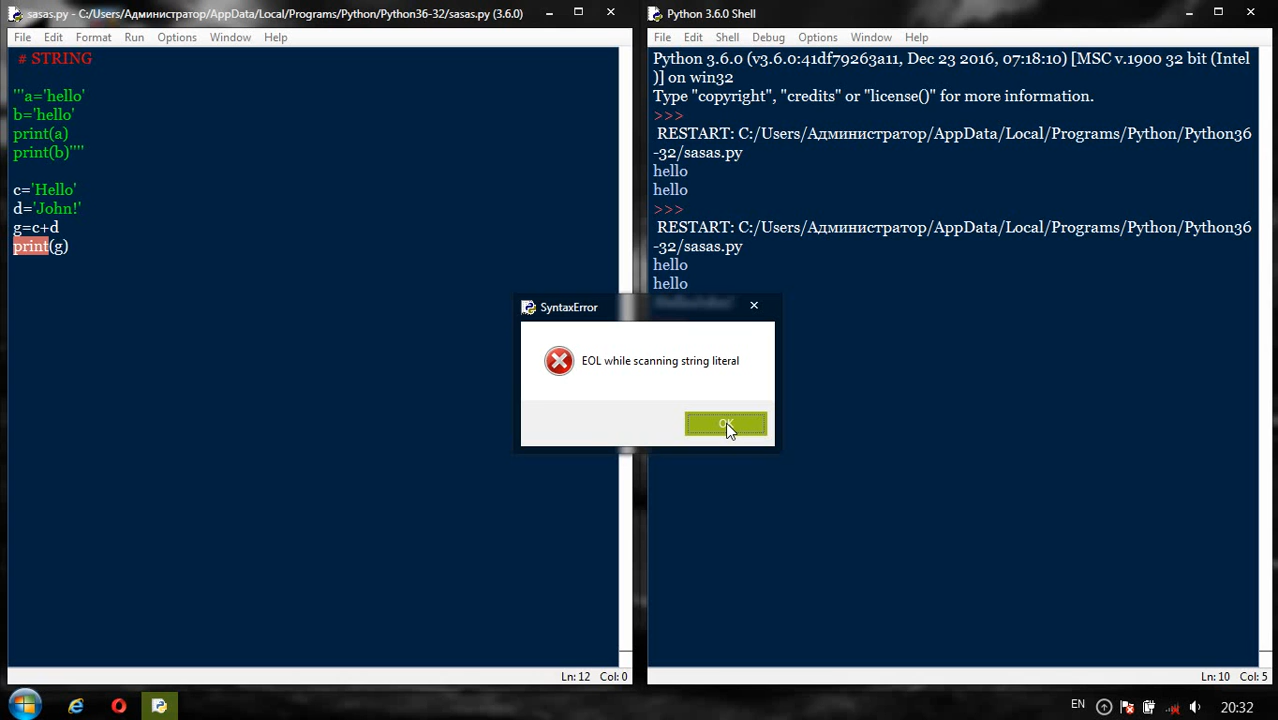 sasas.py - C:/Users/Администратор/AppData/Local/Programs/Python/Python36-32/sasas.py (3.6.0)
File Edit Format Run Options Window Help
# STRING
'''a='hello'
b='hello'
print(a)
print(b)''''
c='Hello'
d='John!'
g=c+d
print(g)
Ln: 12 Col: 0
Python 3.6.0 Shell
File Edit Shell Debug Options Window Help
Python 3.6.0 (v3.6.0:41df79263a11, Dec 23 2016, 07:18:10) [MSC v.1900 32 bit (Intel
)] on win32
Type "copyright", "credits" or "license()" for more information.
>>>
RESTART: C:/Users/Администратор/AppData/Local/Programs/Python/Python36
-32/sasas.py
hello
hello
>>>
RESTART: C:/Users/Администратор/AppData/Local/Programs/Python/Python36
-32/sasas.py
hello
hello
Ln: 10 Col: 5
SyntaxError
EOL while scanning string literal
OK
EN
20:32